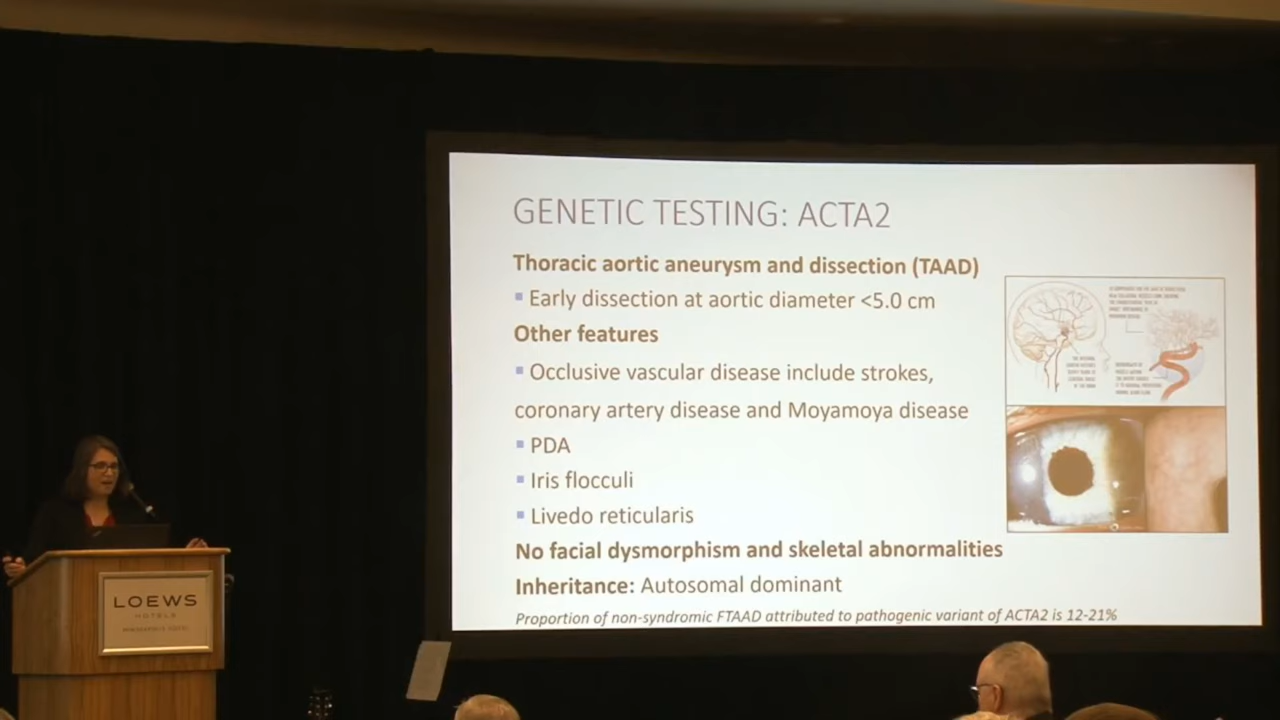 GENETIC TESTING: ACTA2
Thoracic aortic aneurysm and dissection (TAAD)
Early dissection at aortic diameter <5.0 cm
Other features
Occlusive vascular disease include strokes,
coronary artery disease and Moyamoya disease
PDA
Iris flocculi
Livedo reticularis
No facial dysmorphism and skeletal abnormalities
Inheritance: Autosomal dominant
Proportion of non-syndromic FTAAD attributed to pathogenic variant of ACTA2 is 12-21%
LOEWS
HOTELS